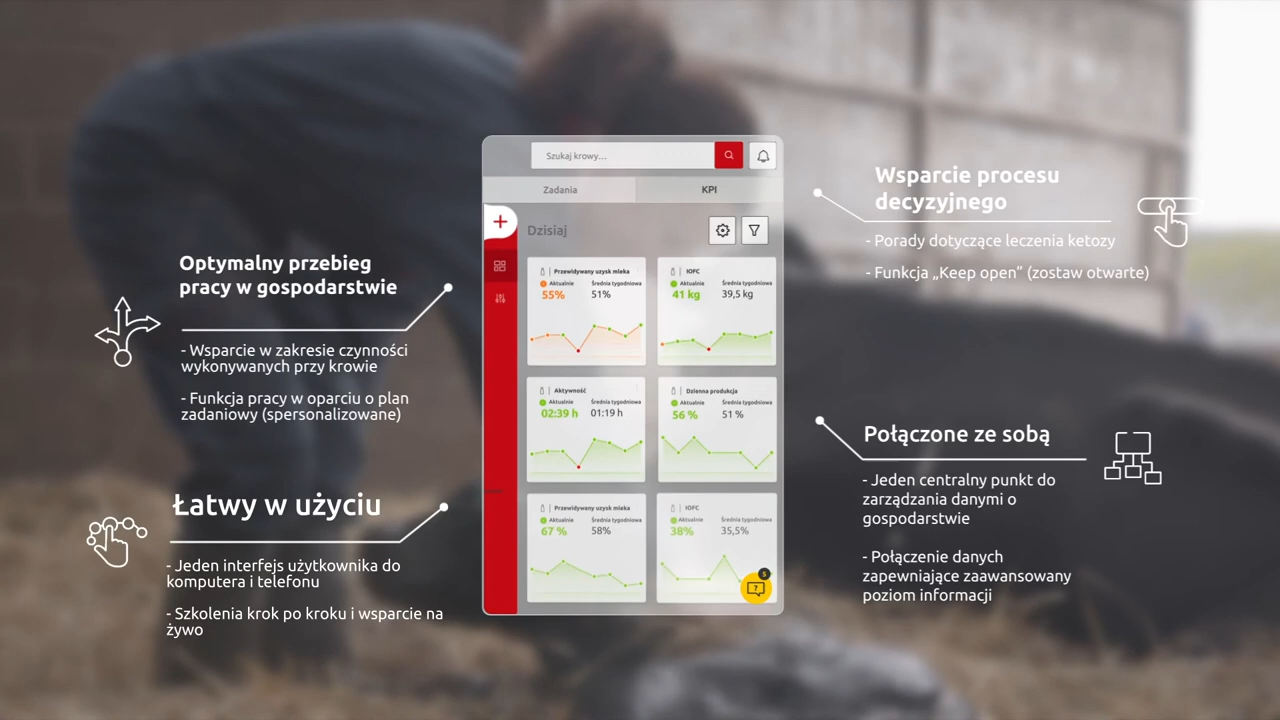 Optymalny przebieg
pracy w gospodarstwie
- Wsparcie w zakresie czynności
wykonywanych przy krowie
- Funkcja pracy w oparciu o plan
zadaniowy (spersonalizowane)
Łatwy w użyciu
- Jeden interfejs użytkownika do
komputera i telefonu
- Szkolenia krok po kroku i wsparcie na
żywo
Szukaj krowy...
Zadania
KPI
Dzisiaj
Przewidywany uzysk mleka
Aktualnie Średnia tygodniowa
55% 51%
IOFC
Aktualnie Średnia tygodniowa
41 kg 39,5 kg
Aktywność
Aktualnie Średnia tygodniowa
02:39 h 01:19 h
Dzienna produkcja
Aktualnie Średnia tygodniowa
56 % 51 %
Przewidywany uzysk mleka
Aktualnie Średnia tygodniowa
67 % 58%
IOFC
Aktualnie Średnia tygodniowa
38% 35,5%
5
?
Wsparcie procesu
decyzyjnego
- Porady dotyczące leczenia ketozy
- Funkcja „Keep open” (zostaw otwarte)
Połączone ze sobą
- Jeden centralny punkt do
zarządzania danymi o
gospodarstwie
- Połączenie danych
zapewniające zaawansowany
poziom informacji